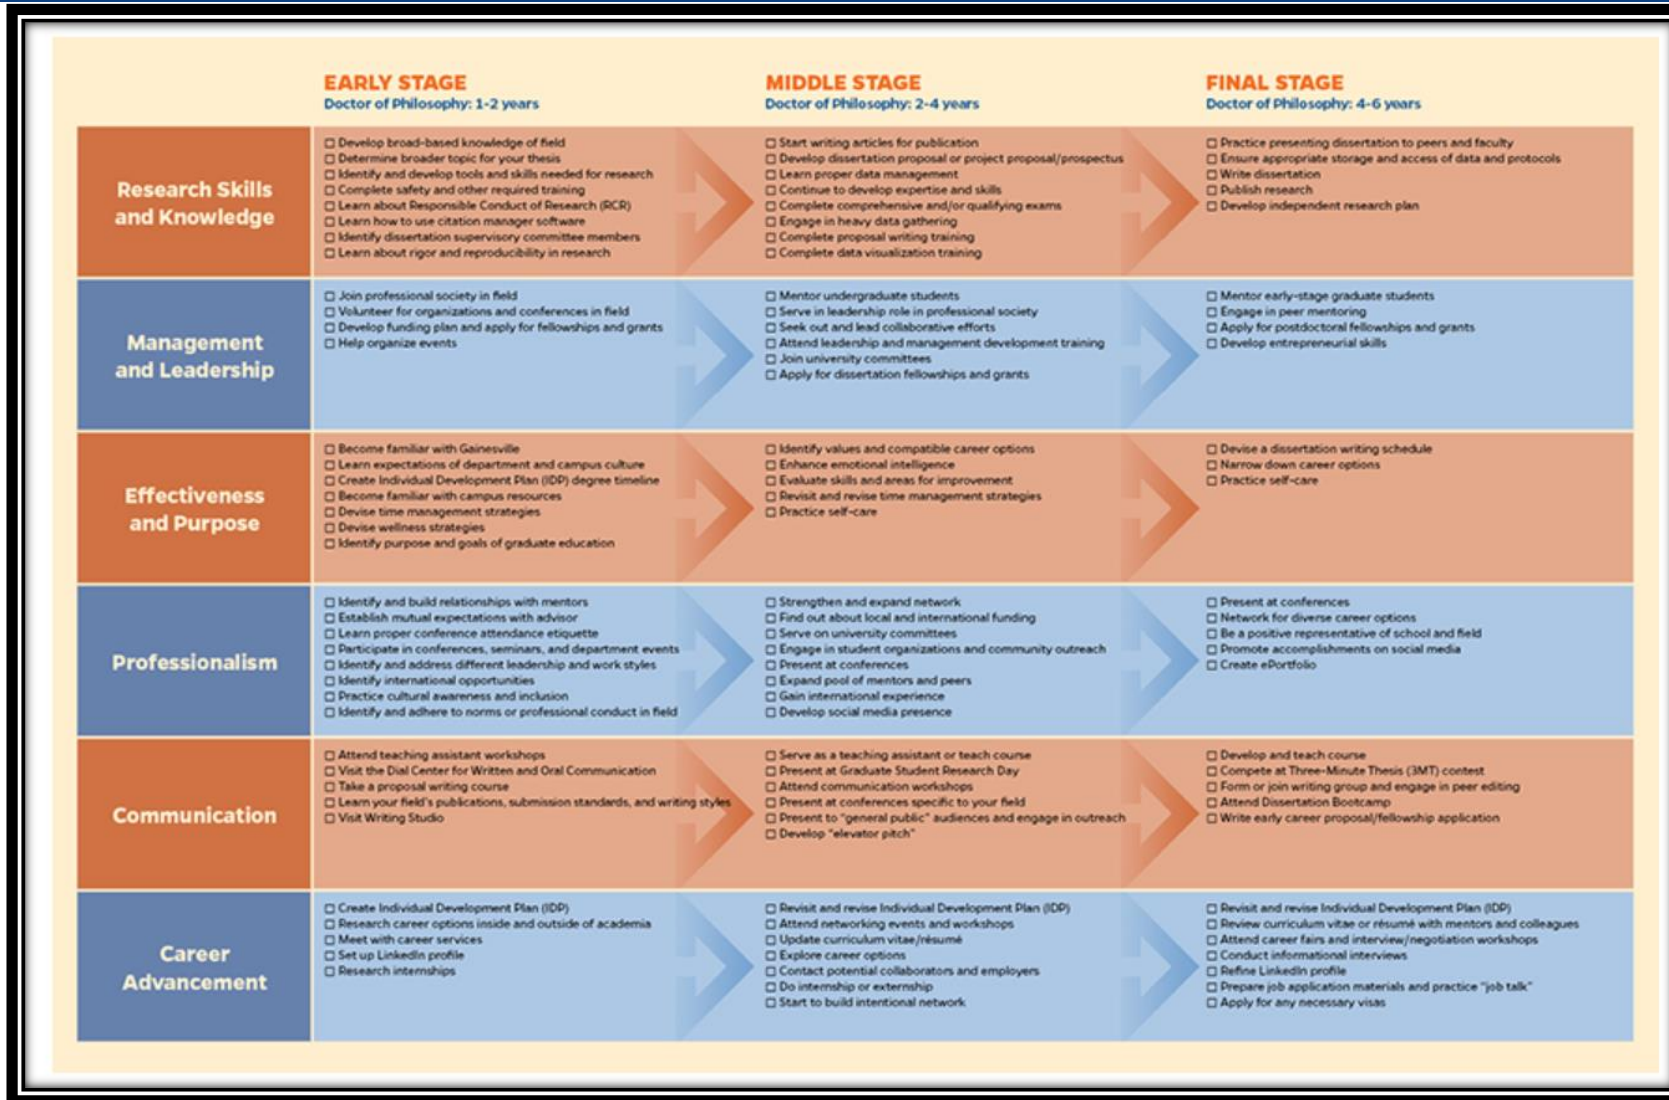 EARLY STAGE
Doctor of Philosophy: 1-2 years
MIDDLE STAGE
Doctor of Philosophy: 2-4 years
FINAL STAGE
Doctor of Philosophy: 4-6 years
Research Skills
and Knowledge
☐ Develop broad-based knowledge of field
☐ Determine broader topic for your thesis
☐ Identify and develop tools and skills needed for research
☐ Complete safety and other required training
☐ Learn about Responsible Conduct of Research (RCR)
☐ Learn how to use citation manager software
☐ Identify dissertation supervisory committee members
☐ Learn about rigor and reproducibility in research
☐ Start writing articles for publication
☐ Develop dissertation proposal or project proposal/prospectus
☐ Learn proper data management
☐ Continue to develop expertise and skills
☐ Complete comprehensive and/or qualifying exams
☐ Engage in heavy data gathering
☐ Complete proposal writing training
☐ Complete data visualization training
☐ Practice presenting dissertation to peers and faculty
☐ Ensure appropriate storage and access of data and protocols
☐ Write dissertation
☐ Publish research
☐ Develop independent research plan
Management
and Leadership
☐ Join professional society in field
☐ Volunteer for organizations and conferences in field
☐ Develop funding plan and apply for fellowships and grants
☐ Help organize events
☐ Mentor undergraduate students
☐ Serve in leadership role in professional society
☐ Seek out and lead collaborative efforts
☐ Attend leadership and management development training
☐ Join university committees
☐ Apply for dissertation fellowships and grants
☐ Mentor early-stage graduate students
☐ Engage in peer mentoring
☐ Apply for postdoctoral fellowships and grants
☐ Develop entrepreneurial skills
Effectiveness
and Purpose
☐ Become familiar with Gainesville
☐ Learn expectations of department and campus culture
☐ Create Individual Development Plan (IDP) degree timeline
☐ Become familiar with campus resources
☐ Devise time management strategies
☐ Devise wellness strategies
☐ Identify purpose and goals of graduate education
☐ Identify values and compatible career options
☐ Enhance emotional intelligence
☐ Evaluate skills and areas for improvement
☐ Revisit and revise time management strategies
☐ Practice self-care
☐ Devise a dissertation writing schedule
☐ Narrow down career options
☐ Practice self-care
Professionalism
☐ Identify and build relationships with mentors
☐ Establish mutual expectations with advisor
☐ Learn proper conference attendance etiquette
☐ Participate in conferences, seminars, and department events
☐ Identify and address different leadership and work styles
☐ Identify international opportunities
☐ Practice cultural awareness and inclusion
☐ Identify and adhere to norms or professional conduct in field
☐ Strengthen and expand network
☐ Find out about local and international funding
☐ Serve on university committees
☐ Engage in student organizations and community outreach
☐ Present at conferences
☐ Expand pool of mentors and peers
☐ Gain international experience
☐ Develop social media presence
☐ Present at conferences
☐ Network for diverse career options
☐ Be a positive representative of school and field
☐ Promote accomplishments on social media
☐ Create ePortfolio
Communication
☐ Attend teaching assistant workshops
☐ Visit the Dial Center for Written and Oral Communication
☐ Take a proposal writing course
☐ Learn your field's publications, submission standards, and writing styles
☐ Visit Writing Studio
☐ Serve as a teaching assistant or teach course
☐ Present at Graduate Student Research Day
☐ Attend communication workshops
☐ Present at conferences specific to your field
☐ Present to "general public" audiences and engage in outreach
☐ Develop "elevator pitch"
☐ Develop and teach course
☐ Compete at Three-Minute Thesis (3MT) contest
☐ Form or join writing group and engage in peer editing
☐ Attend Dissertation Bootcamp
☐ Write early career proposal/fellowship application
Career
Advancement
☐ Create Individual Development Plan (IDP)
☐ Research career options inside and outside of academia
☐ Meet with career services
☐ Set up LinkedIn profile
☐ Research internships
☐ Revisit and revise Individual Development Plan (IDP)
☐ Attend networking events and workshops
☐ Update curriculum vitae/résumé
☐ Explore career options
☐ Contact potential collaborators and employers
☐ Do internship or externship
☐ Start to build intentional network
☐ Revisit and revise Individual Development Plan (IDP)
☐ Review curriculum vitae or résumé with mentors and colleagues
☐ Attend career fairs and interview/negotiation workshops
☐ Conduct informational interviews
☐ Refine LinkedIn profile
☐ Prepare job application materials and practice "job talk"
☐ Apply for any necessary visas